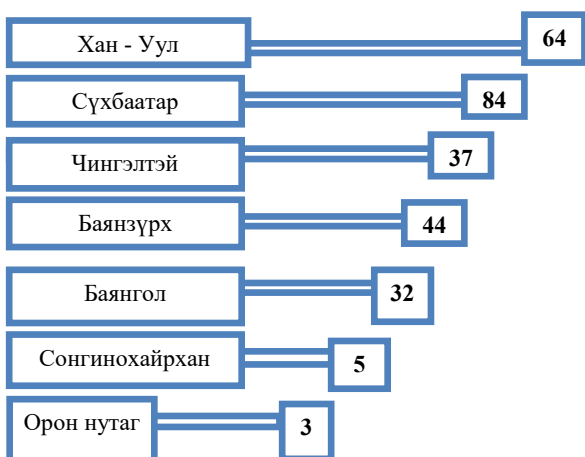 Хан - Уул 64
Сүхбаатар 84
Чингэлтэй 37
Баянзүрх 44
Баянгол 32
Сонгинохайрхан 5
Орон нутаг 3